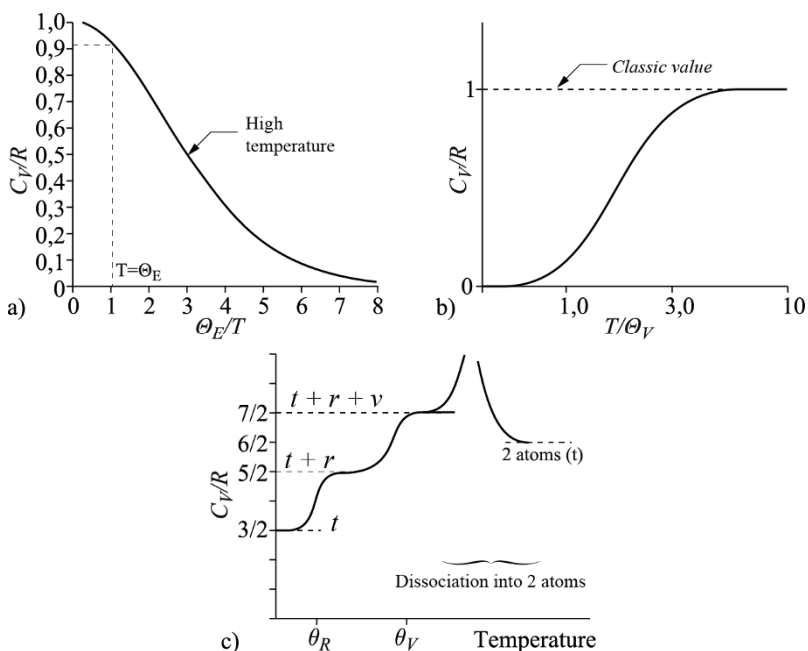 1,0
0,9
0,8
0,7
0,6
0,5
0,4
0,3
0,2
0,1
0
C_V/R
High
temperature
T=Θ_E
0 1 2 3 4 5 6 7 8
Θ_E/T
a)
Classic value
1
0
C_V/R
1,0 3,0 10
T/Θ_V
b)
t + r + v
7/2
6/2
t + r
5/2
3/2
t
C_V/R
2 atoms (t)
Dissociation into 2 atoms
θ_R θ_V Temperature
c)